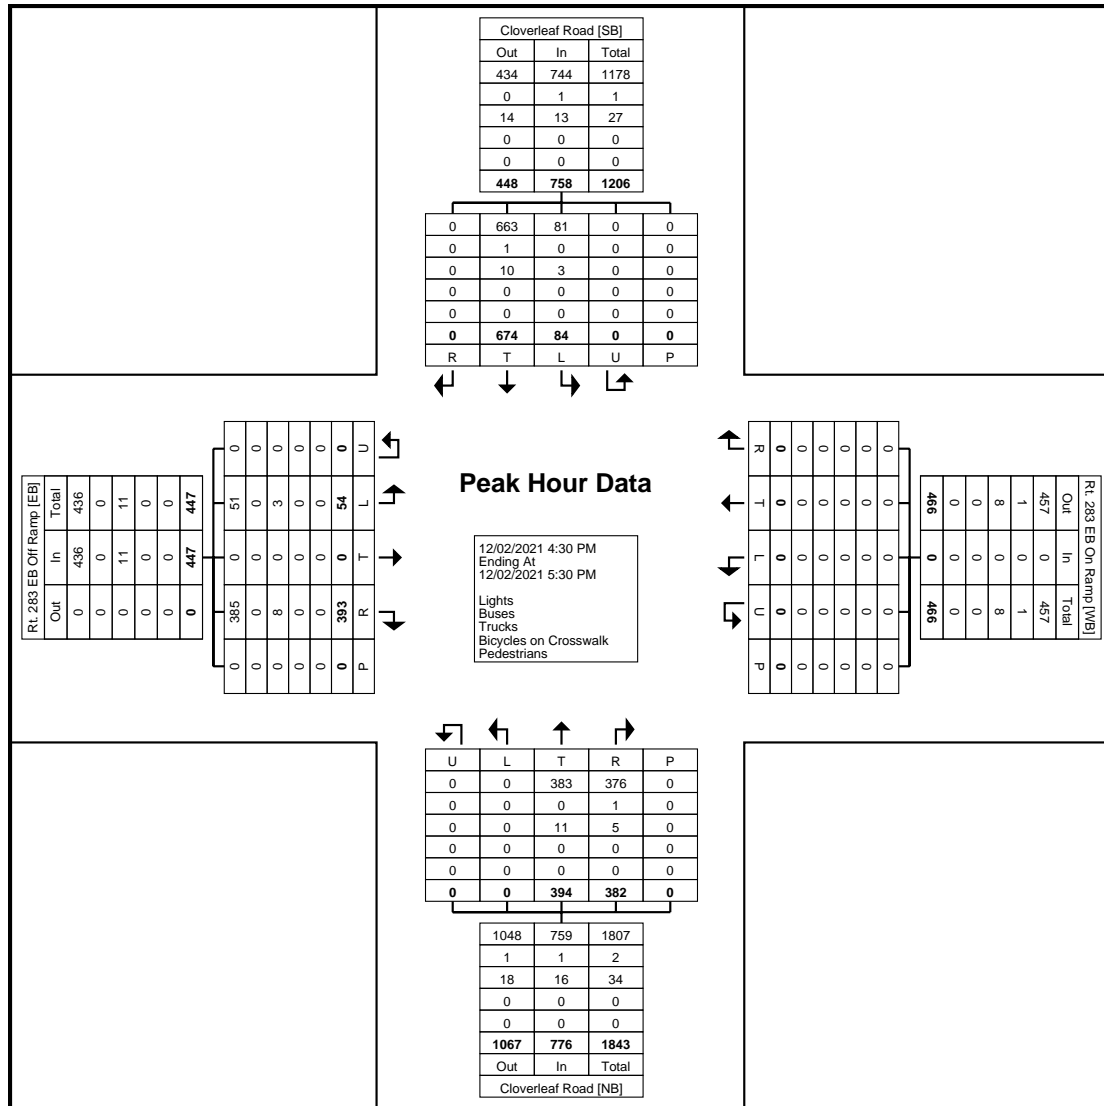 Cloverleaf Road [SB]
Out In Total
434 744 1178
0 1 1
14 13 27
0 0 0
0 0 0
448 758 1206
0 663 81 0 0
0 1 0 0 0
0 10 3 0 0
0 0 0 0 0
0 0 0 0 0
0 674 84 0 0
R T L U P
Rt. 283 EB Off Ramp [EB]
Total In Out
436 436 0
0 0 0
11 11 0
0 0 0
0 0 0
447 447 0
0 51 0 385 0
0 0 0 0 0
0 3 0 8 0
0 0 0 0 0
0 0 0 0 0
0 54 0 393 0
U L T R P
Peak Hour Data
12/02/2021 4:30 PM
Ending At
12/02/2021 5:30 PM
Lights
Buses
Trucks
Bicycles on Crosswalk
Pedestrians
R T L U P
0 0 0 0 0
0 0 0 0 0
0 0 0 0 0
0 0 0 0 0
0 0 0 0 0
0 0 0 0 0
Rt. 283 EB On Ramp [WB]
Out In Total
457 0 457
1 0 1
8 0 8
0 0 0
0 0 0
466 0 466
U L T R P
0 0 383 376 0
0 0 0 1 0
0 0 11 5 0
0 0 0 0 0
0 0 0 0 0
0 0 394 382 0
1048 759 1807
1 1 2
18 16 34
0 0 0
0 0 0
1067 776 1843
Out In Total
Cloverleaf Road [NB]